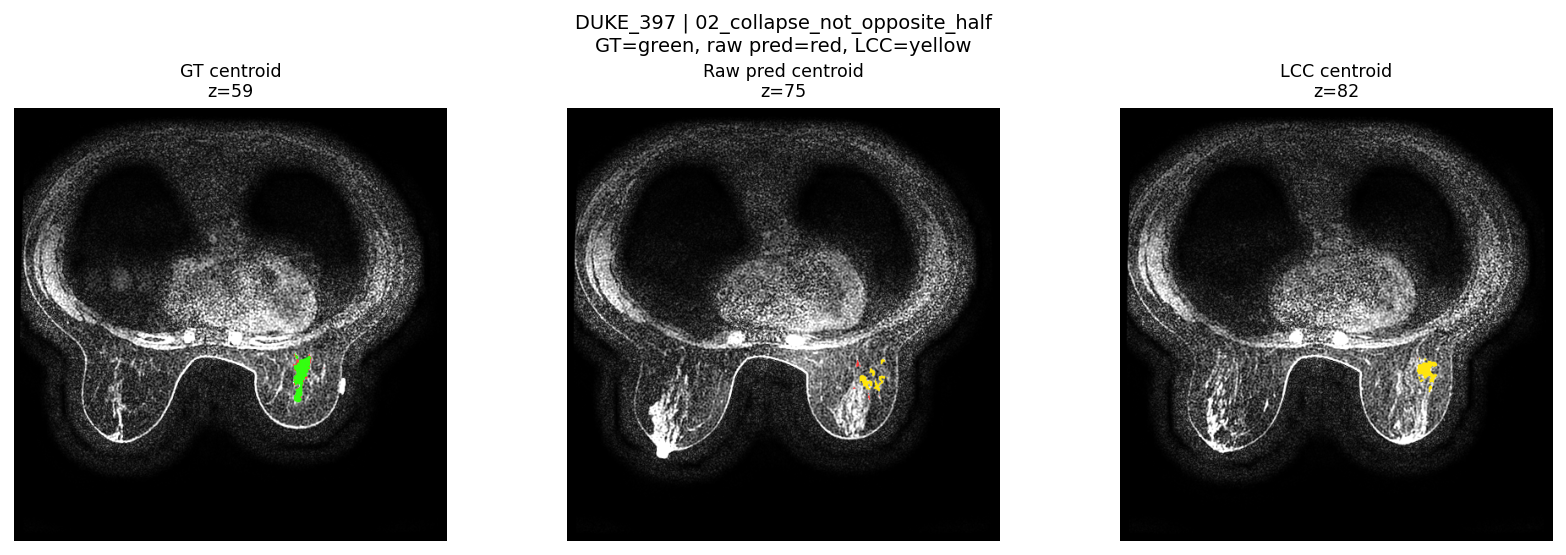 DUKE_397 | 02_collapse_not_opposite_half
GT=green, raw pred=red, LCC=yellow
GT centroid
z=59
Raw pred centroid
z=75
LCC centroid
z=82